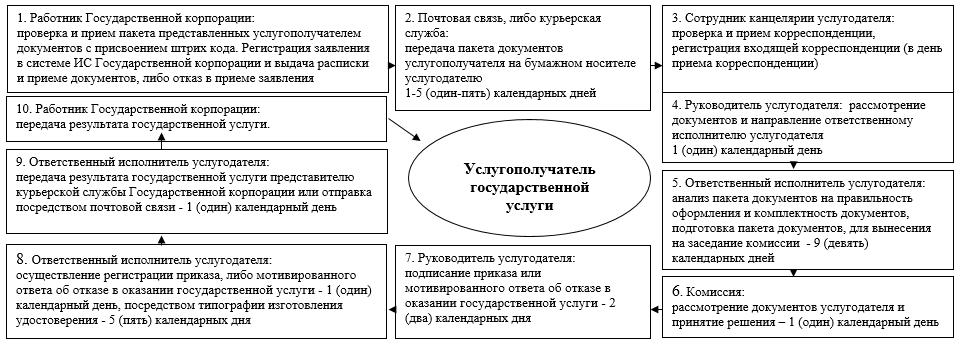 1. Работник Государственной корпорации:
проверка и прием пакета представленных услугополучателем
документов с присвоением штрих кода. Регистрация заявления
в системе ИС Государственной корпорации и выдача расписки
и приеме документов, либо отказ в приеме заявления
2. Почтовая связь, либо курьерская
служба:
передача пакета документов
услугополучателя на бумажном носителе
услугодателю
1-5 (один-пять) календарных дней
3. Сотрудник канцелярии услугодателя:
проверка и прием корреспонденции,
регистрация входящей корреспонденции (в день
приема корреспонденции)
4. Руководитель услугодателя: рассмотрение
документов и направление ответственному
исполнителю услугодателя
1 (один) календарный день
5. Ответственный исполнитель услугодателя:
анализ пакета документов на правильность
оформления и комплектность документов,
подготовка пакета документов, для вынесения
на заседание комиссии - 9 (девять)
календарных дней
6. Комиссия:
рассмотрение документов услугодателя и
принятие решения – 1 (один) календарный день
7. Руководитель услугодателя:
подписание приказа или
мотивированного ответа об отказе в
оказании государственной услуги - 2
(два) календарных дня
8. Ответственный исполнитель услугодателя:
осуществление регистрации приказа, либо мотивированного
ответа об отказе в оказании государственной услуги - 1 (один)
календарный день, посредством типографии изготовления
удостоверения - 5 (пять) календарных дня
9. Ответственный исполнитель услугодателя:
передача результата государственной услуги представителю
курьерской службы Государственной корпорации или отправка
посредством почтовой связи - 1 (один) календарный день
10. Работник Государственной корпорации:
передача результата государственной услуги.
Услугополучатель
государственной
услуги